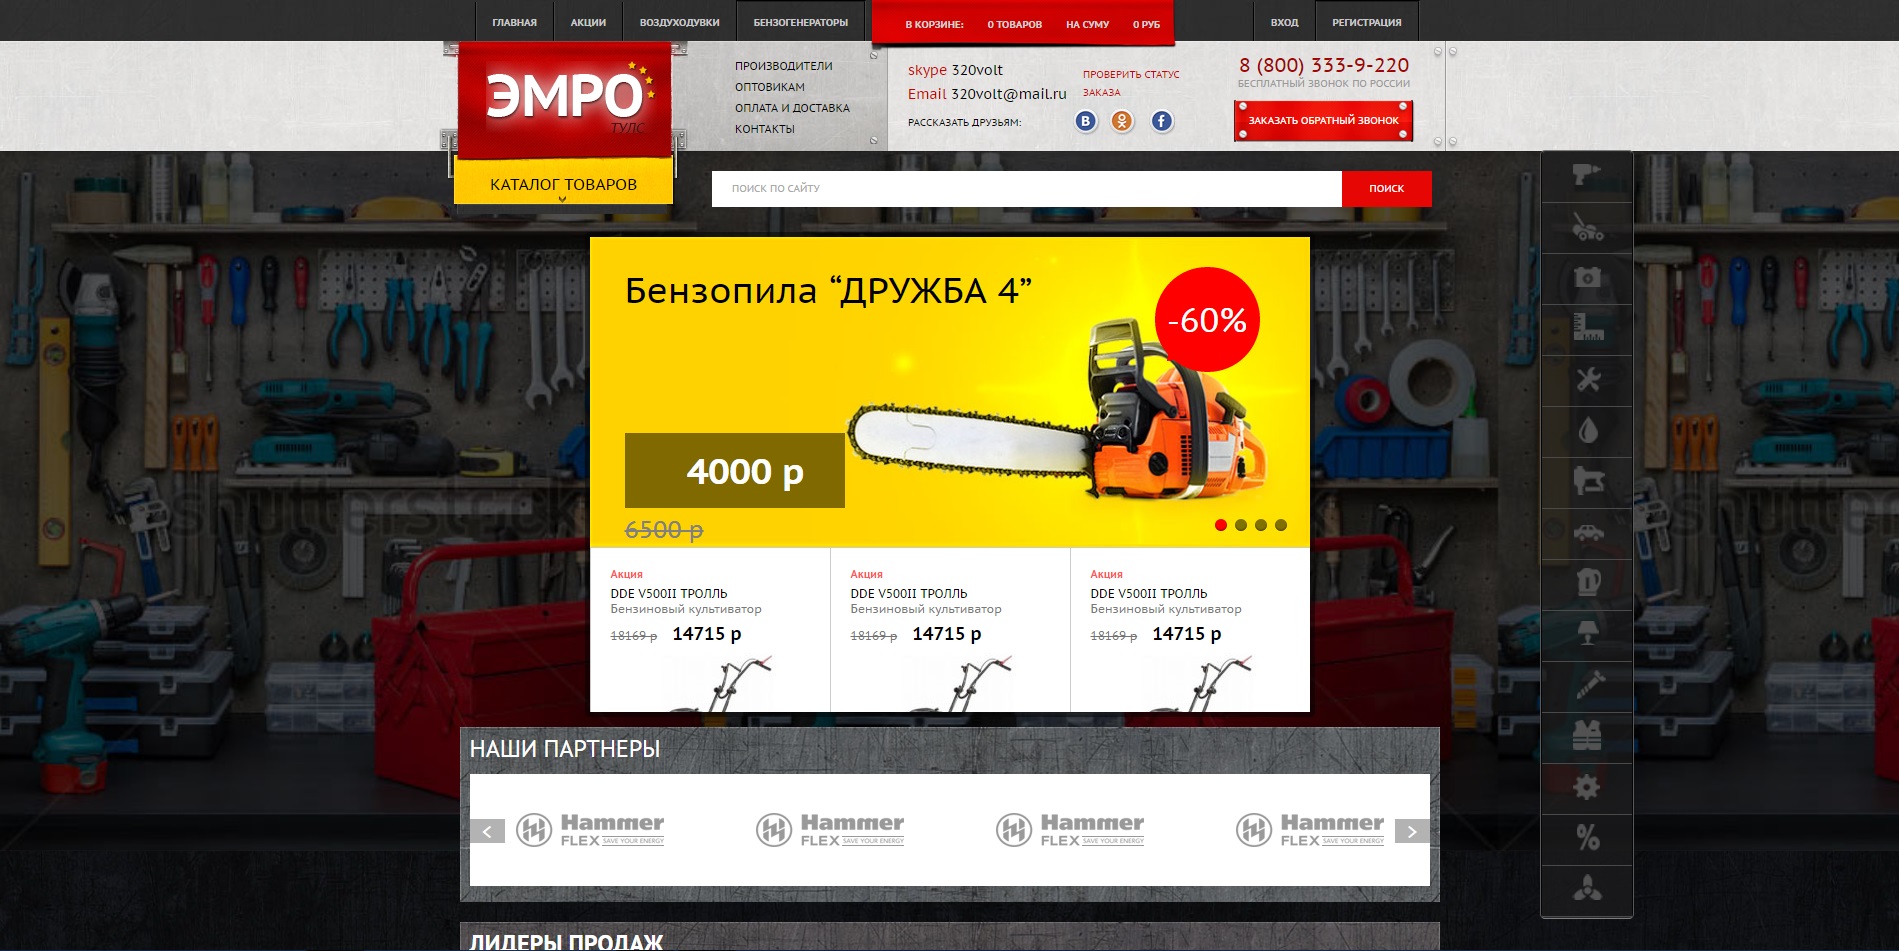 ГЛАВНАЯ
АКЦИИ
ВОЗДУХОДУВКИ
БЕНЗОГЕНЕРАТОРЫ
В КОРЗИНЕ: 0 ТОВАРОВ НА СУММУ 0 РУБ
ВХОД
РЕГИСТРАЦИЯ
ЭМРО
ТУЛС
КАТАЛОГ ТОВАРОВ
ПРОИЗВОДИТЕЛИ
ОПТОВИКАМ
ОПЛАТА И ДОСТАВКА
КОНТАКТЫ
skype 320volt
Email 320volt@mail.ru
РАССКАЗАТЬ ДРУЗЬЯМ:
ПРОВЕРИТЬ СТАТУС
ЗАКАЗА
8 (800) 333-9-220
БЕСПЛАТНЫЙ ЗВОНОК ПО РОССИИ
ЗАКАЗАТЬ ОБРАТНЫЙ ЗВОНОК
ПОИСК ПО САЙТУ
ПОИСК
Бензопила “ДРУЖБА 4”
-60%
4000 р
6500 р
shutterstock
Акция
DDE V500II ТРОЛЛЬ
Бензиновый культиватор
18169 р 14715 р
Акция
DDE V500II ТРОЛЛЬ
Бензиновый культиватор
18169 р 14715 р
Акция
DDE V500II ТРОЛЛЬ
Бензиновый культиватор
18169 р 14715 р
НАШИ ПАРТНЕРЫ
Hammer
FLEX SAVE YOUR ENERGY
Hammer
FLEX SAVE YOUR ENERGY
Hammer
FLEX SAVE YOUR ENERGY
Hammer
FLEX SAVE YOUR ENERGY
ЛИДЕРЫ ПРОДАЖ